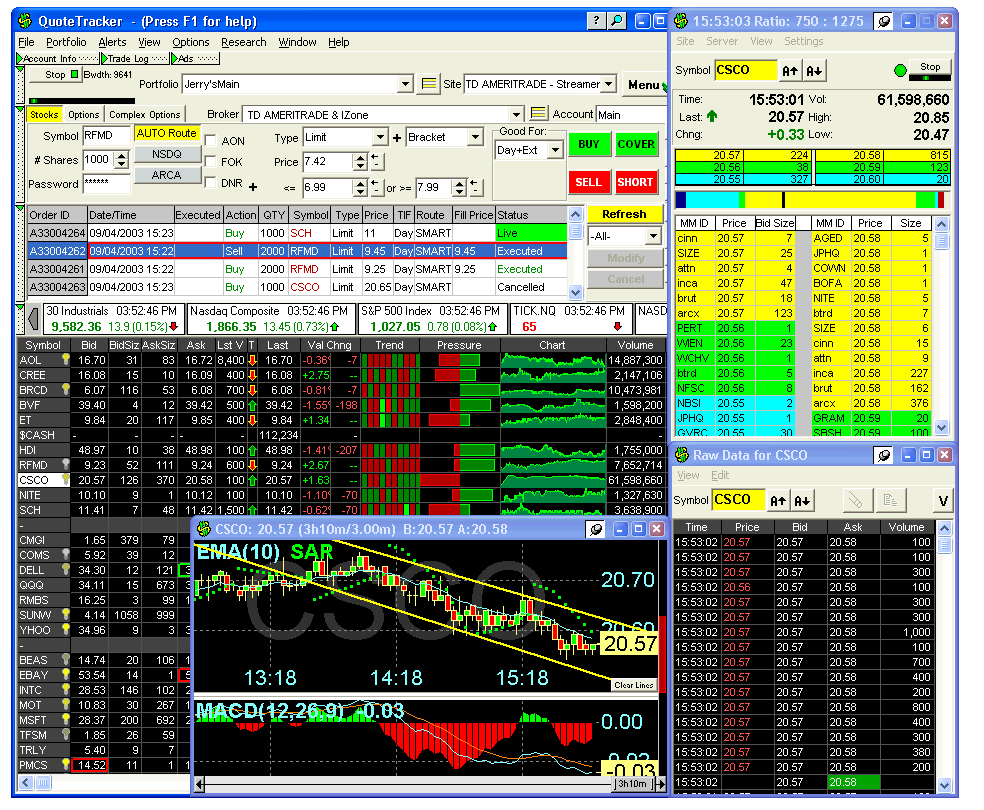 QuoteTracker - (Press F1 for help)
File Portfolio Alerts View Options Research Window Help
Account Info Trade Log Ads
Stop Bwdth: 9641 Portfolio Jerry'sMain Site TD AMERITRADE - Streamer Menu
Stocks Options Complex Options Broker TD AMERITRADE & IZone Account Main
Symbol RFMD AUTO Route AON Type Limit + Bracket Good For: Day+Ext BUY COVER
# Shares 1000 NSDQ FOK Price 7.42
Password ****** ARCA DNR + <= 6.99 or >= 7.99 SELL SHORT
Order ID Date/Time Executed Action QTY Symbol Type Price TIF Route Fill Price Status Refresh
A33004264 09/04/2003 15:23 Buy 1000 SCH Limit 11 Day SMART Live -All-
A33004262 09/04/2003 15:22 Sell 2000 RFMD Limit 9.45 Day SMART 9.45 Executed Modify
A33004261 09/04/2003 15:22 Buy 2000 RFMD Limit 9.25 Day SMART 9.25 Executed Cancel
A33004263 09/04/2003 15:22 Buy 1000 CSCO Limit 20.65 Day SMART Cancelled
30 Industrials 03:52:46 PM Nasdaq Composite 03:52:46 PM S&P 500 Index 03:52:46 PM TICK.NQ 03:52:46 PM NASD
9,582.36 13.9 (0.15%) 1,866.35 13.45 (0.73%) 1,027.05 0.78 (0.08%) 65
Symbol Bid BidSiz AskSiz Ask Lst V T Last Val Chng Trend Pressure Chart Volume
AOL 16.70 31 83 16.72 8,400 16.70 -0.36 -7 14,887,300
CREE 16.08 15 10 16.09 400 16.08 +2.75 -- 2,147,106
BRCD 6.07 116 53 6.08 700 6.08 -0.81 -7 10,473,981
BVF 39.40 4 12 39.42 500 39.42 -1.55 -198 1,598,200
ET 9.84 20 117 9.85 400 9.84 +1.34 -- 2,848,400
$CASH - - - - 112,234 - - -
HDI 48.97 10 38 48.98 100 48.98 -1.41 -207 1,755,000
RFMD 9.23 52 111 9.24 600 9.23 +2.67 -- 7,652,714
CSCO 20.57 126 370 20.58 100 20.57 +1.63 -- 61,598,660
NITE 10.10 9 1 10.12 100 10.10 -1.10 -70 1,327,630
SCH 11.41 7 48 11.42 500 11.42 -0.62 -70 3,638,900
-
CMGI 1.65 379 79
COMS 5.92 39 12
DELL 34.30 12 121
QQQ 34.11 15 673
RMBS 16.25 3 99
SUNW 4.14 1058 999
YHOO 34.96 9 3
-
BEAS 14.74 20 106
EBAY 53.54 14 1
INTC 28.53 146 102
MOT 10.83 30 267
MSFT 28.37 200 692
TFSM 1.85 26 59
TRLY 5.40 9 7
PMCS 14.52 11 1
CSCO: 20.57 (3h10m/3.00m) B:20.57 A:20.58
EMA(10) SAR
CSCO
20.70
20.60
20.57
13:18 14:18 15:18
Clear Lines
MACD(12,26,9) -0.03
0.00
-0.03
3h10m
15:53:03 Ratio: 750 : 1275
Site Server View Settings
Symbol CSCO A A Stop
Time: 15:53:01 Vol: 61,598,660
Last: 20.57 High: 20.85
Chng: +0.33 Low: 20.47
20.57 224 20.58 815
20.56 38 20.59 123
20.55 327 20.60 20
MM ID Price Bid Size MM ID Price Size
cinn 20.57 7 AGED 20.58 5
SIZE 20.57 25 JPHQ 20.58 1
attn 20.57 4 COWN 20.58 1
inca 20.57 47 BOFA 20.58 1
brut 20.57 18 NITE 20.58 5
arcx 20.57 123 btrd 20.58 7
PERT 20.56 1 SIZE 20.58 6
WIEN 20.56 23 cinn 20.58 15
WCHV 20.56 1 attn 20.58 9
btrd 20.56 5 inca 20.58 227
NFSC 20.56 8 brut 20.58 162
NBSI 20.55 2 arcx 20.58 376
JPHQ 20.55 1 GRAM 20.59 20
GVRC 20.55 30 SBSH 20.59 100
Raw Data for CSCO
View Edit
Symbol CSCO A A V
Time Price Bid Ask Volume
15:53:02 20.57 20.57 20.58 100
15:53:02 20.57 20.57 20.58 100
15:53:02 20.57 20.57 20.58 100
15:53:02 20.56 20.57 20.58 100
15:53:02 20.57 20.57 20.58 300
15:53:02 20.57 20.57 20.58 200
15:53:02 20.57 20.57 20.58 1,000
15:53:02 20.57 20.57 20.58 100
15:53:02 20.57 20.57 20.58 700
15:53:02 20.57 20.57 20.58 400
15:53:02 20.57 20.57 20.58 200
15:53:02 20.57 20.57 20.58 800
15:53:02 20.57 20.57 20.58 400
15:53:02 20.57 20.57 20.58 300
15:53:02 20.57 20.57 20.58 380
15:53:02 20.57 20.57 20.58 200
15:53:02 20.57 20.58